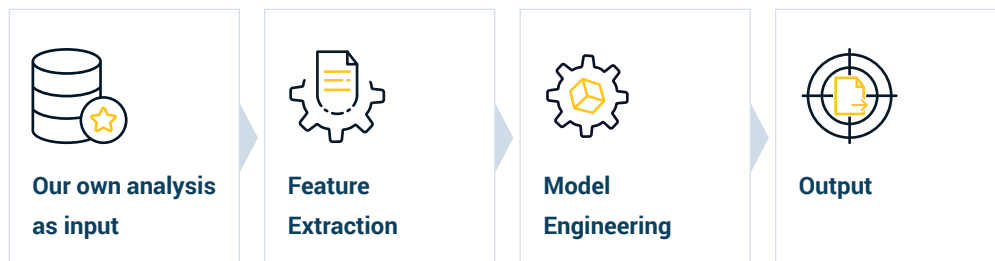 Our own analysis
as input
Feature
Extraction
Model
Engineering
Output